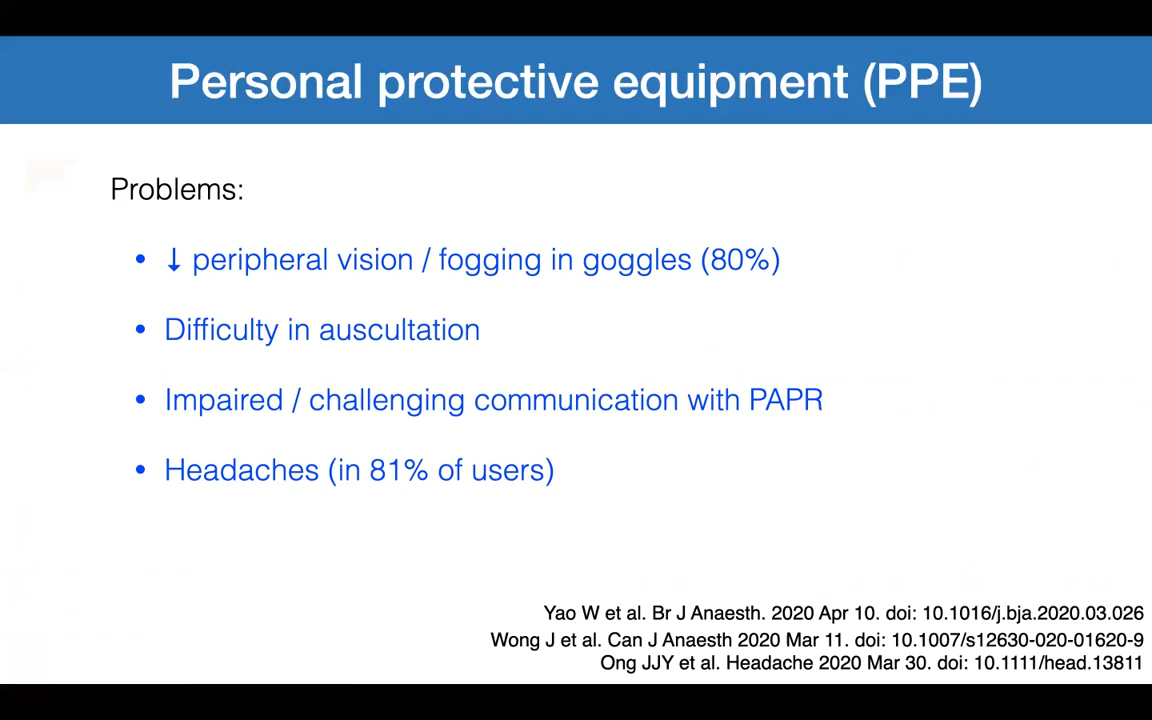 Personal protective equipment (PPE)
Problems:
• ↓ peripheral vision / fogging in goggles (80%)
• Difficulty in auscultation
• Impaired / challenging communication with PAPR
• Headaches (in 81% of users)
Yao W et al. Br J Anaesth. 2020 Apr 10. doi: 10.1016/j.bja.2020.03.026
Wong J et al. Can J Anaesth 2020 Mar 11. doi: 10.1007/s12630-020-01620-9
Ong JJY et al. Headache 2020 Mar 30. doi: 10.1111/head.13811